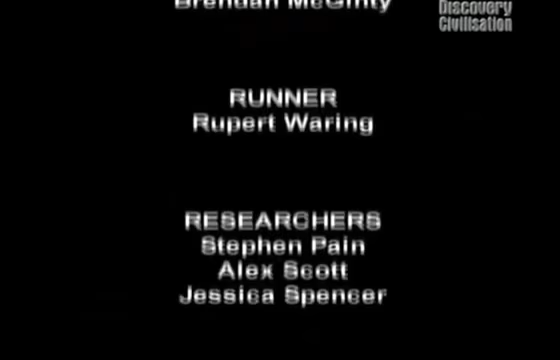 Brendan McGinty
Discovery
Civilisation
RUNNER
Rupert Waring
RESEARCHERS
Stephen Pain
Alex Scott
Jessica Spencer